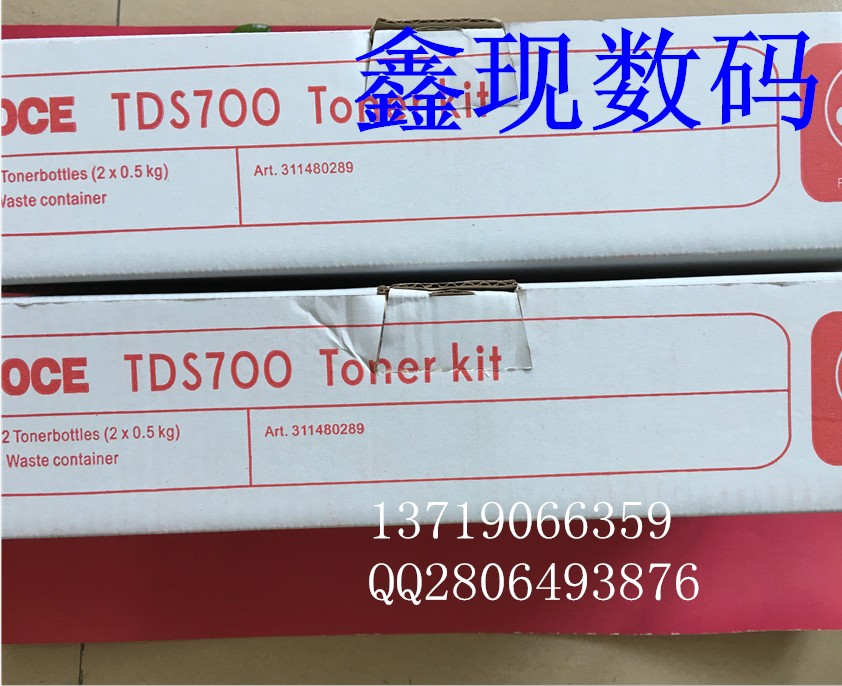 鑫现数码
OCE TDS700 Toner kit
Tonerbottles (2 x 0.5 kg)
Waste container
Art. 311480289
OCE TDS700 Toner kit
2 Tonerbottles (2 x 0.5 kg)
Waste container
Art. 311480289
13719066359
QQ2806493876